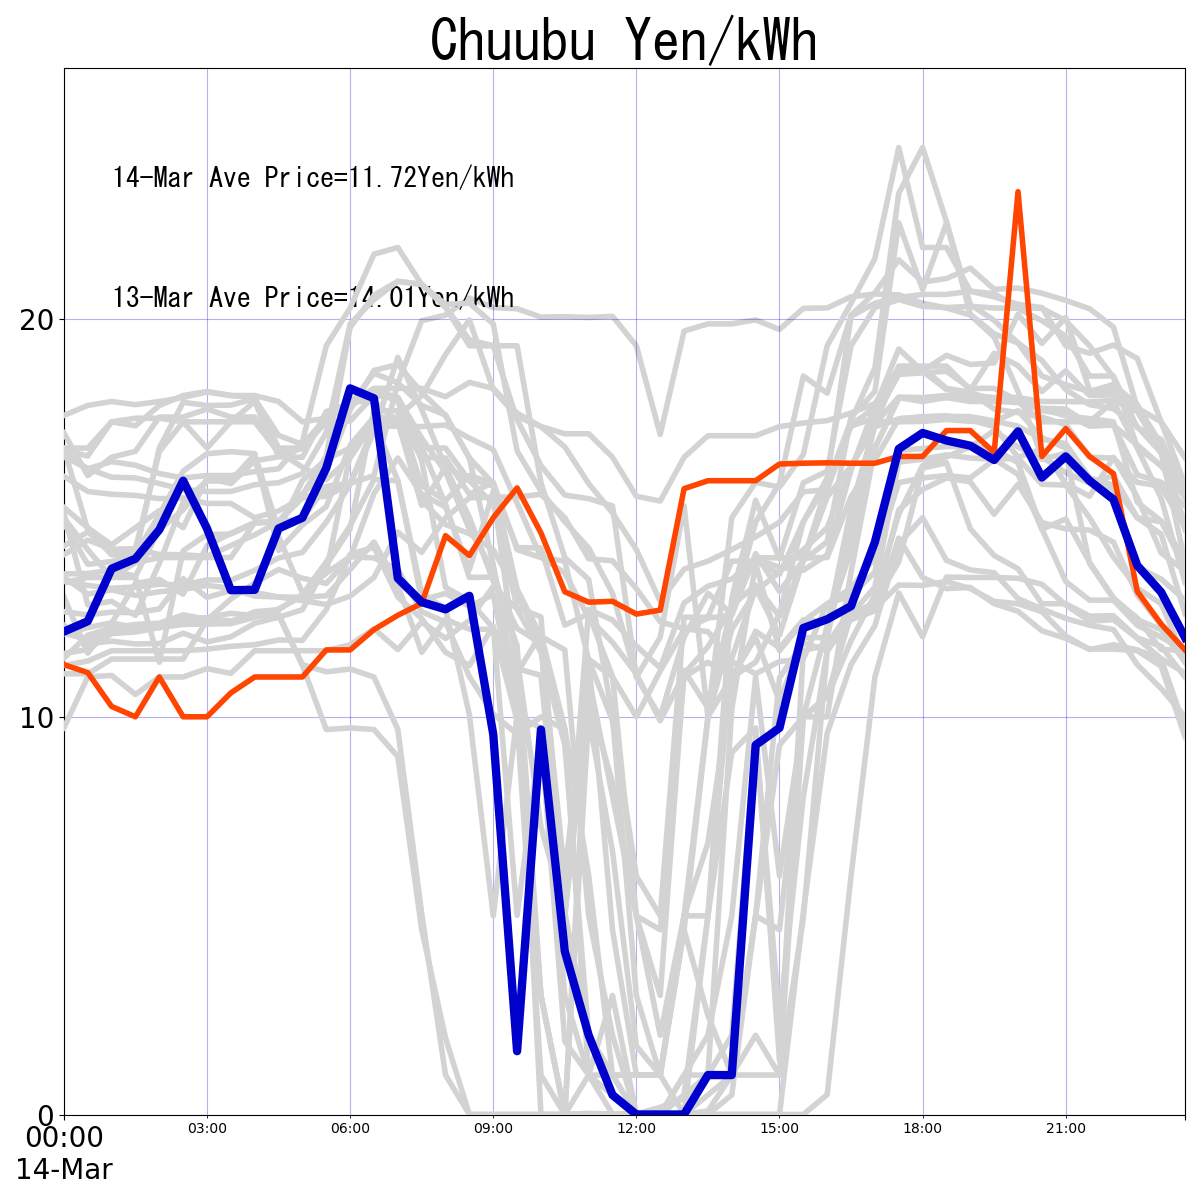 Chuubu Yen/kWh
14-Mar Ave Price=11.72Yen/kWh
13-Mar Ave Price=14.01Yen/kWh
20
10
0
00:00 03:00 06:00 09:00 12:00 15:00 18:00 21:00
14-Mar